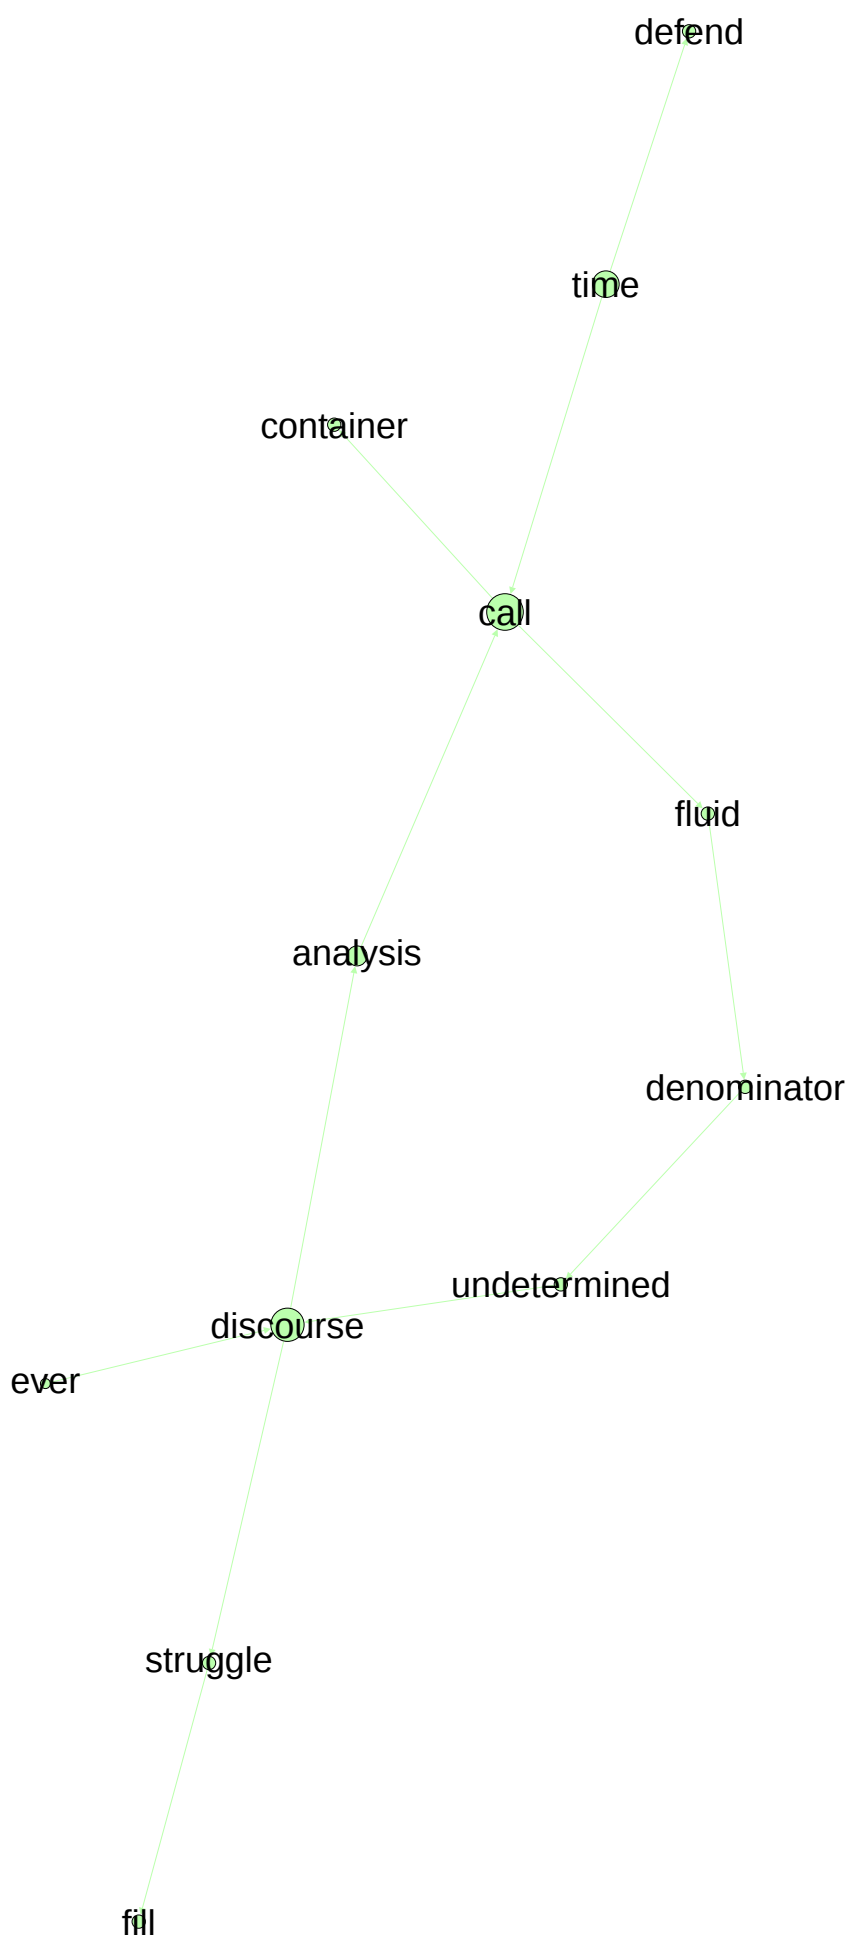 defend
time
container
call
fluid
analysis
denominator
undetermined
discourse
ever
struggle
fill